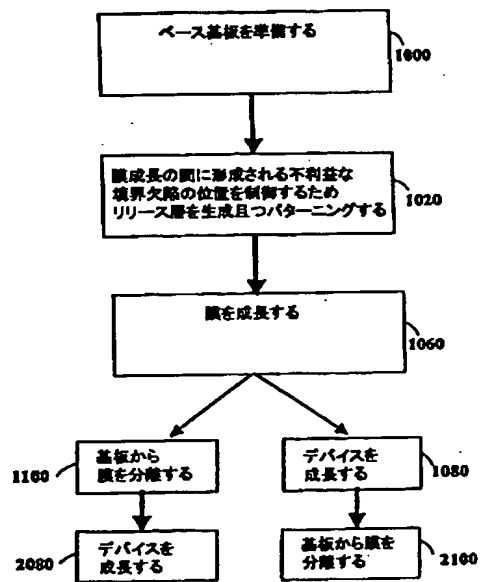 ベース基板を準備する
1000
膜成長の間に形成される不利益な
境界欠陥の位置を制御するため
リリース層を生成且つパターニングする
1020
膜を成長する
1060
基板から
膜を分離する
1100
デバイスを
成長する
1080
デバイスを
成長する
2080
基板から膜を
分離する
2100